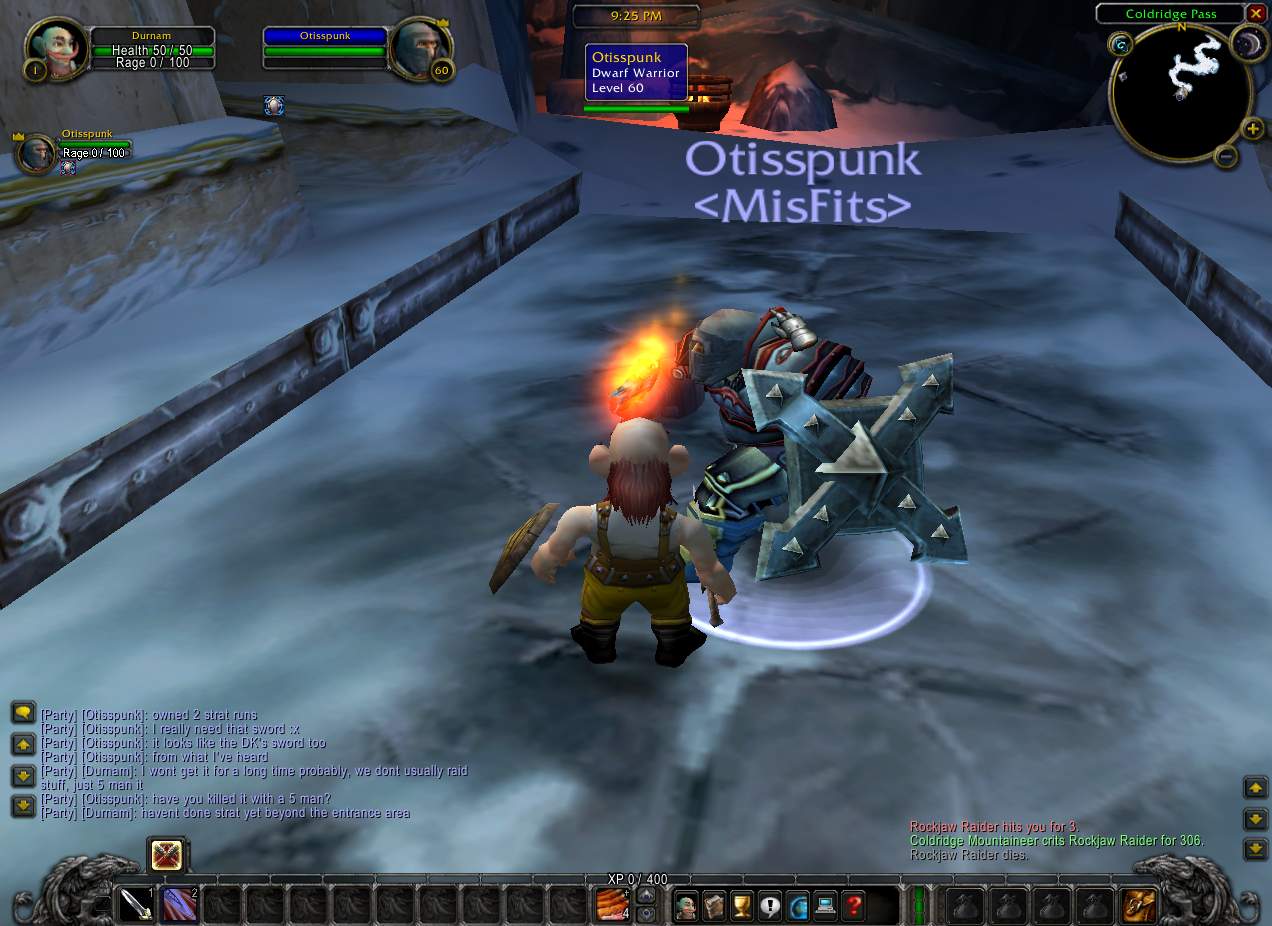 Durnam
Health 50 / 50
Rage 0 / 100
1
Otisspunk
60
9:25 PM
Otisspunk
Dwarf Warrior
Level 60
Coldridge Pass
N
Otisspunk
Rage 0 / 100
Otisspunk
<MisFits>
[Party] [Otisspunk]: owned 2 strat runs
[Party] [Otisspunk]: I really need that sword :x
[Party] [Otisspunk]: it looks like the DK's sword too
[Party] [Otisspunk]: from what I've heard
[Party] [Durnam]: I wont get it for a long time probably, we dont usually raid
stuff, just 5 man it
[Party] [Otisspunk]: have you killed it with a 5 man?
[Party] [Durnam]: havent done strat yet beyond the entrance area
Rockjaw Raider hits you for 3.
Coldridge Mountaineer crits Rockjaw Raider for 306.
Rockjaw Raider dies.
XP 0 / 400
1
2
4